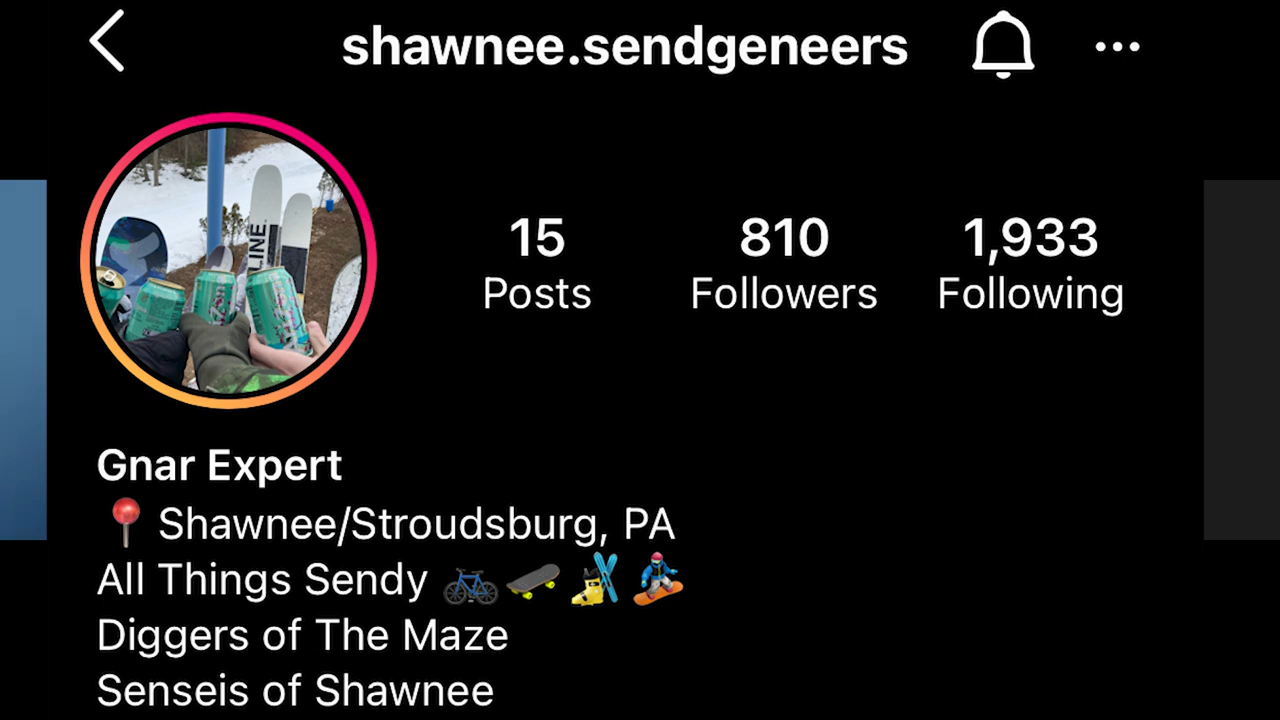 shawnee.sendgeneers
LINE
15 810 1,933
Posts Followers Following
Gnar Expert
Shawnee/Stroudsburg, PA
All Things Sendy
Diggers of The Maze
Senseis of Shawnee